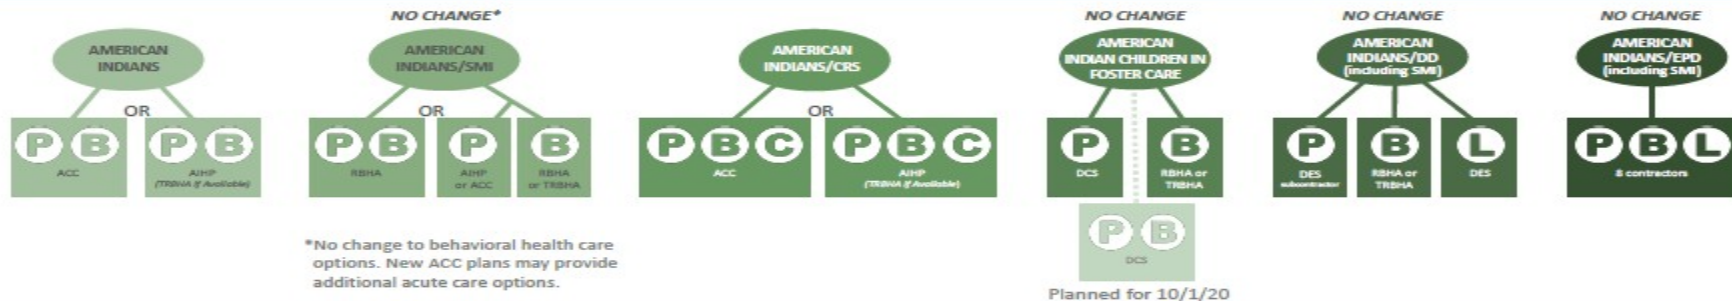 NO CHANGE*
NO CHANGE
NO CHANGE
NO CHANGE
AMERICAN
INDIANS
AMERICAN
INDIANS/SMI
AMERICAN
INDIANS/CRS
AMERICAN
INDIAN CHILDREN IN
FOSTER CARE
AMERICAN
INDIANS/DD
(including SMI)
AMERICAN
INDIANS/EPD
(including SMI)
OR
OR
OR
P B
ACC
P B
AIHP
(TRBHA if Available)
P B
RBHA
P
AIHP
or ACC
B
RBHA
or TRBHA
P B C
ACC
P B C
AIHP
(TRBHA if Available)
P
DCS
B
RBHA or
TRBHA
P
DES
subcontractor
B
RBHA or
TRBHA
L
DES
P B L
8 contractors
P B
DCS
Planned for 10/1/20
*No change to behavioral health care
options. New ACC plans may provide
additional acute care options.